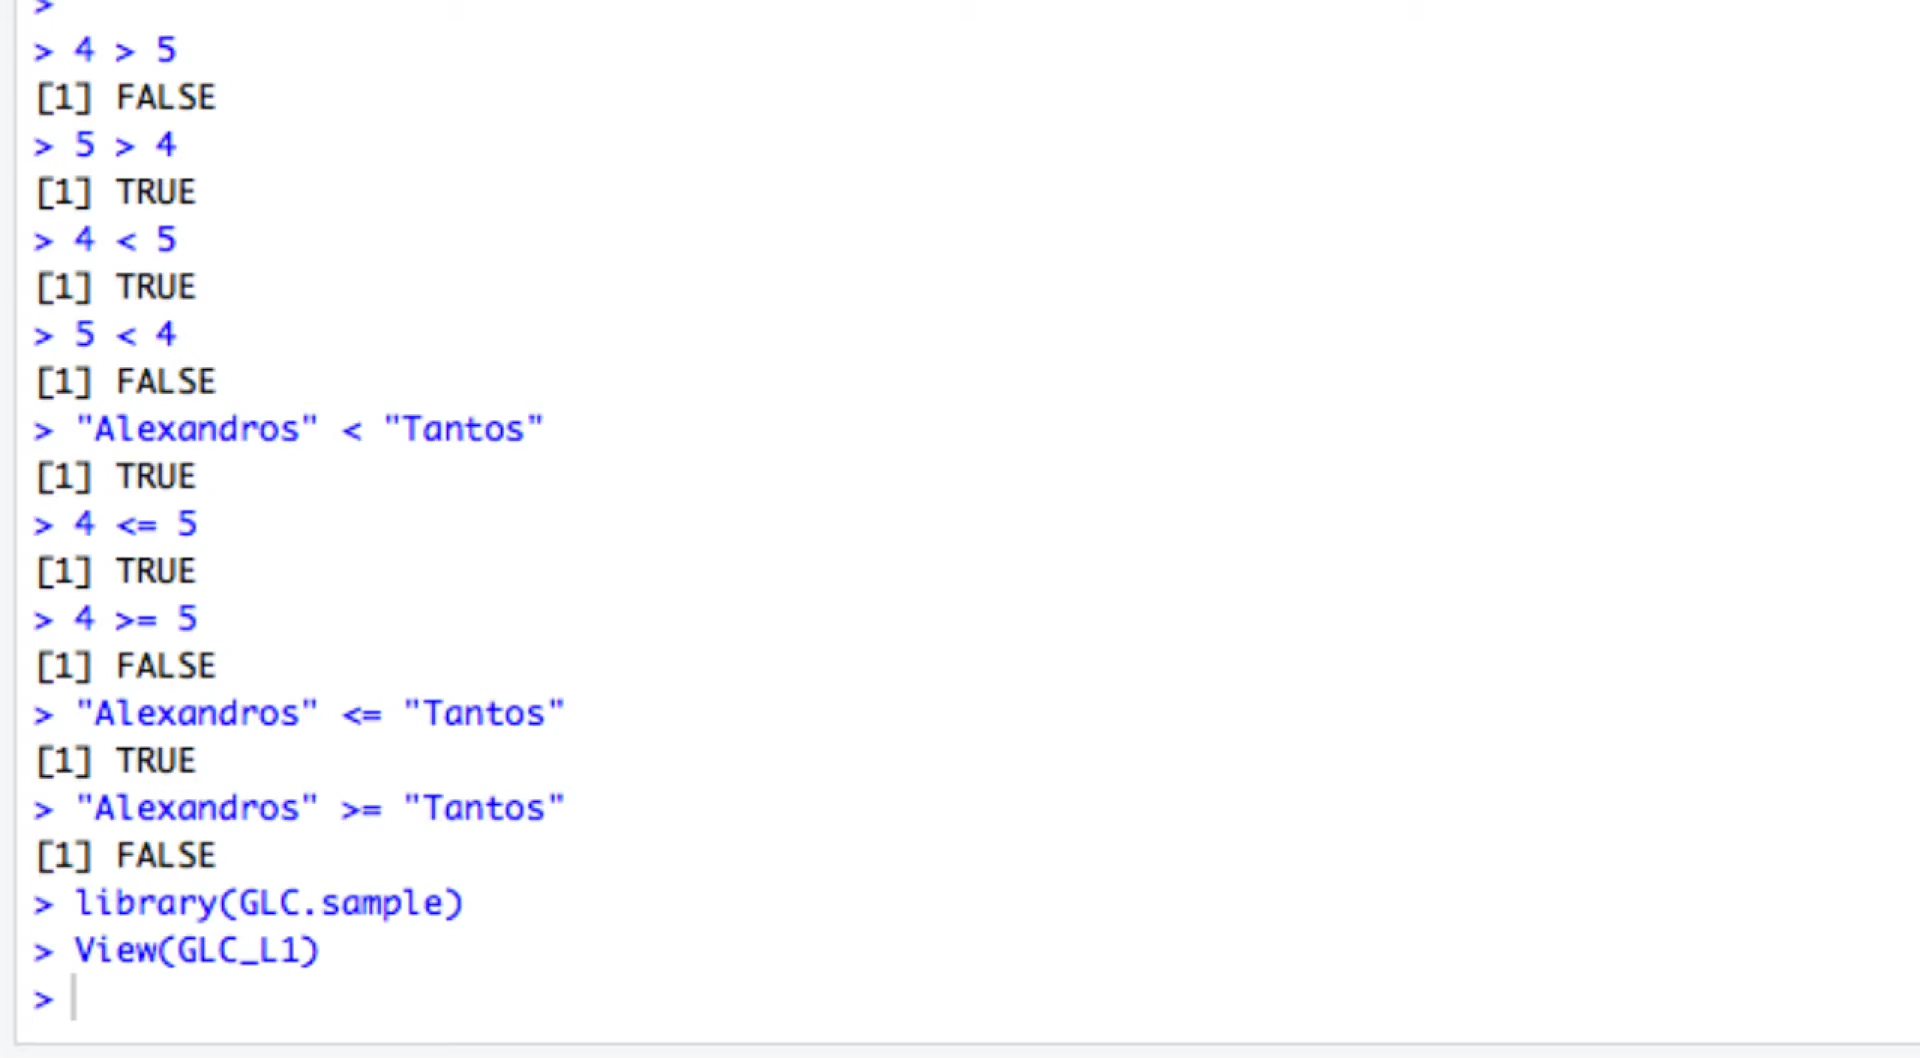 >
> 4 > 5
[1] FALSE
> 5 > 4
[1] TRUE
> 4 < 5
[1] TRUE
> 5 < 4
[1] FALSE
> "Alexandros" < "Tantos"
[1] TRUE
> 4 <= 5
[1] TRUE
> 4 >= 5
[1] FALSE
> "Alexandros" <= "Tantos"
[1] TRUE
> "Alexandros" >= "Tantos"
[1] FALSE
> library(GLC.sample)
> View(GLC_L1)
>